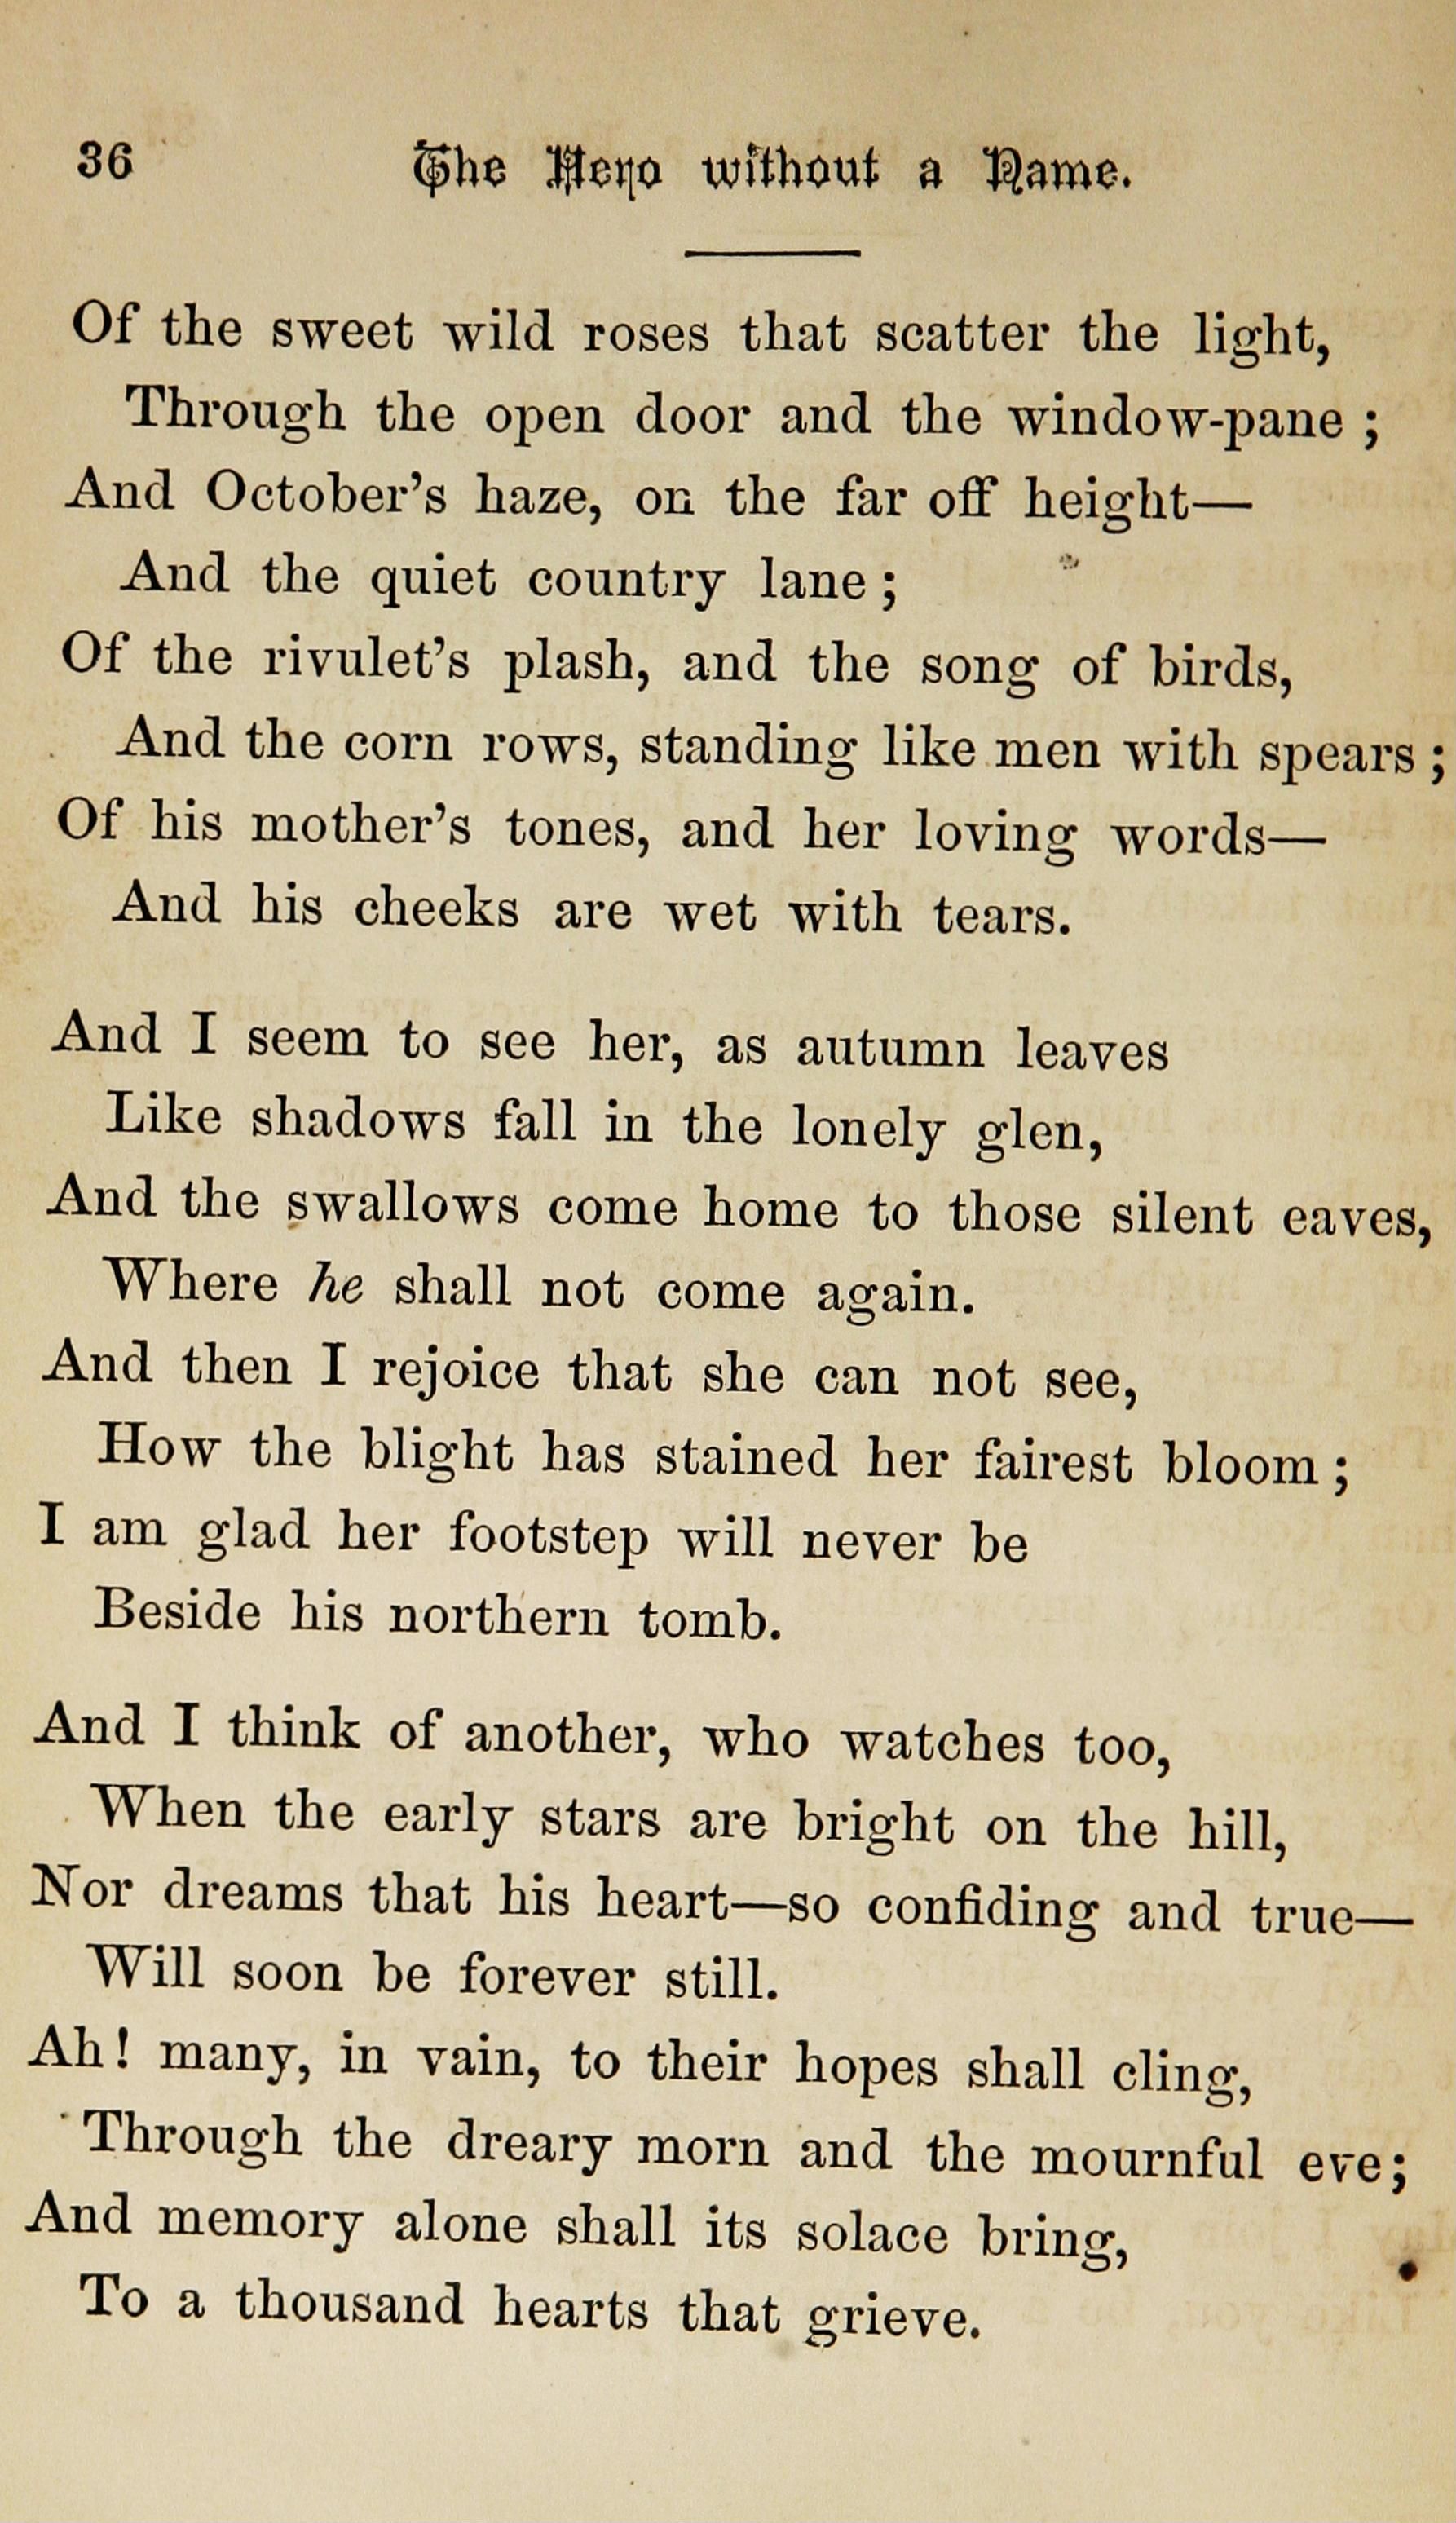 36 The Hero without a Name.
Of the sweet wild roses that scatter the light,
Through the open door and the window-pane ;
And October's haze, on the far off height—
And the quiet country lane ;
Of the rivulet's plash, and the song of birds,
And the corn rows, standing like men with spears ;
Of his mother's tones, and her loving words—
And his cheeks are wet with tears.
And I seem to see her, as autumn leaves
Like shadows fall in the lonely glen,
And the swallows come home to those silent eaves,
Where he shall not come again.
And then I rejoice that she can not see,
How the blight has stained her fairest bloom ;
I am glad her footstep will never be
Beside his northern tomb.
And I think of another, who watches too,
When the early stars are bright on the hill,
Nor dreams that his heart—so confiding and true—
Will soon be forever still.
Ah! many, in vain, to their hopes shall cling,
Through the dreary morn and the mournful eve;
And memory alone shall its solace bring,
To a thousand hearts that grieve.